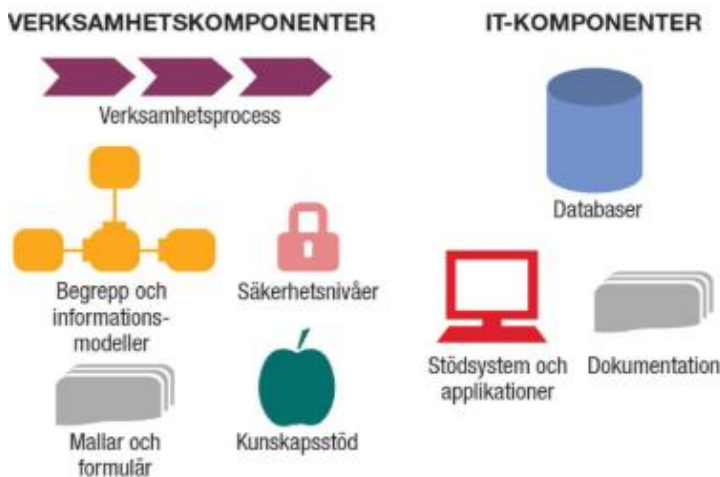 VERKSAMHETSKOMPONENTER
Verksamhetsprocess
Begrepp och
informations-
modeller
Säkerhetsnivåer
Mallar och
formulär
Kunskapsstöd
IT-KOMPONENTER
Databaser
Stödsystem och
applikationer
Dokumentation